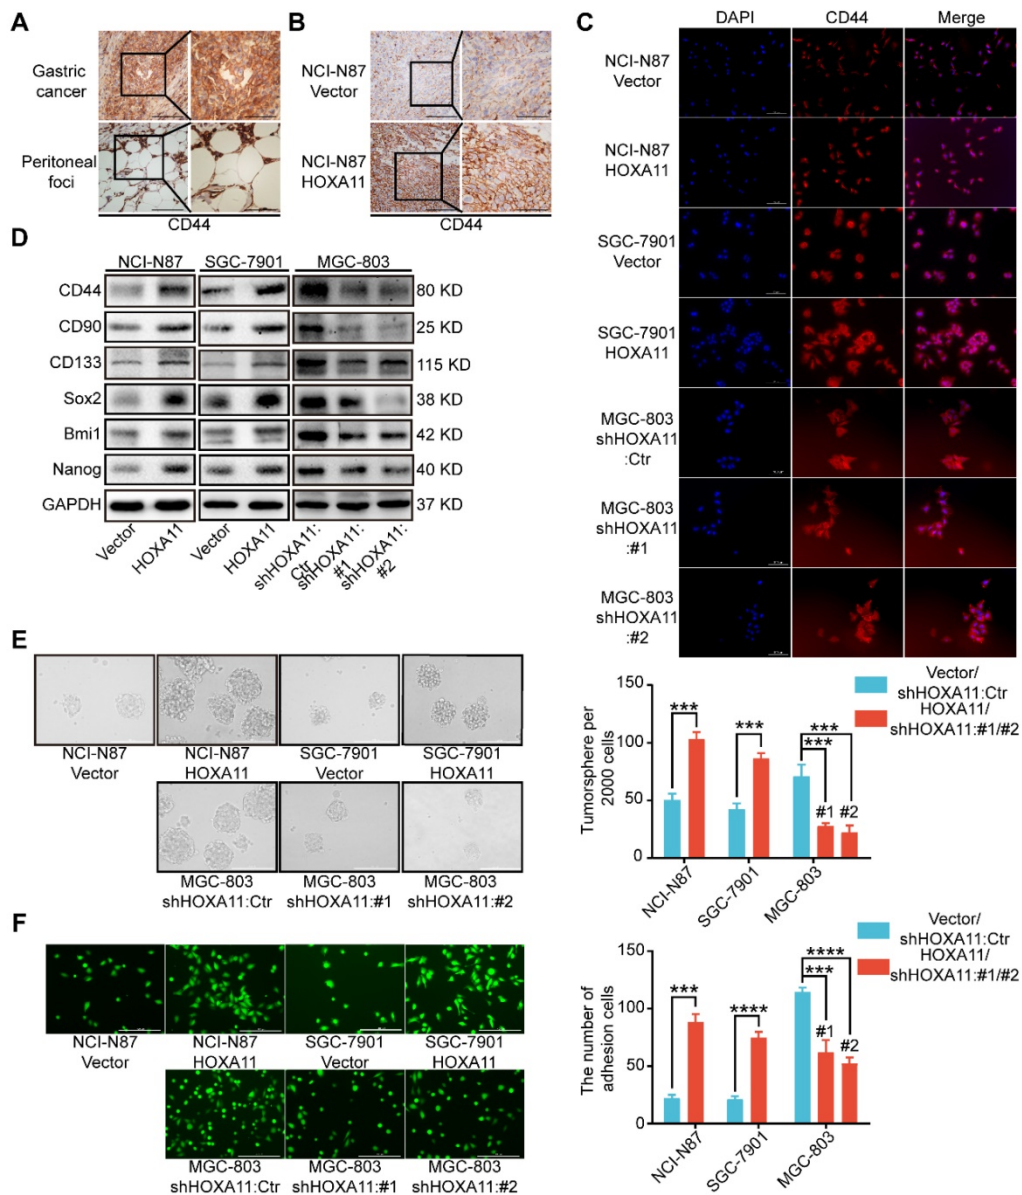 A
Gastric
cancer
Peritoneal
foci
CD44
B
NCI-N87
Vector
NCI-N87
HOXA11
CD44
C
DAPI CD44 Merge
NCI-N87
Vector
NCI-N87
HOXA11
SGC-7901
Vector
SGC-7901
HOXA11
MGC-803
shHOXA11
:Ctr
MGC-803
shHOXA11
:#1
MGC-803
shHOXA11
:#2
D
NCI-N87 SGC-7901 MGC-803
CD44 80 KD
CD90 25 KD
CD133 115 KD
Sox2 38 KD
Bmi1 42 KD
Nanog 40 KD
GAPDH 37 KD
Vector
HOXA11
Vector
HOXA11
shHOXA11:
Ctr
shHOXA11:
#1
shHOXA11:
#2
E
NCI-N87
Vector
NCI-N87
HOXA11
SGC-7901
Vector
SGC-7901
HOXA11
MGC-803
shHOXA11:Ctr
MGC-803
shHOXA11:#1
MGC-803
shHOXA11:#2
Vector/
shHOXA11:Ctr
HOXA11/
shHOXA11:#1/#2
Tumorsphere per
2000 cells
150
100
50
0
*** *** *** ***
#1 #2
NCI-N87
SGC-7901
MGC-803
F
NCI-N87
Vector
NCI-N87
HOXA11
SGC-7901
Vector
SGC-7901
HOXA11
MGC-803
shHOXA11:Ctr
MGC-803
shHOXA11:#1
MGC-803
shHOXA11:#2
Vector/
shHOXA11:Ctr
HOXA11/
shHOXA11:#1/#2
The number of
adhesion cells
150
100
50
0
*** **** **** ***
#1 #2
NCI-N87
SGC-7901
MGC-803